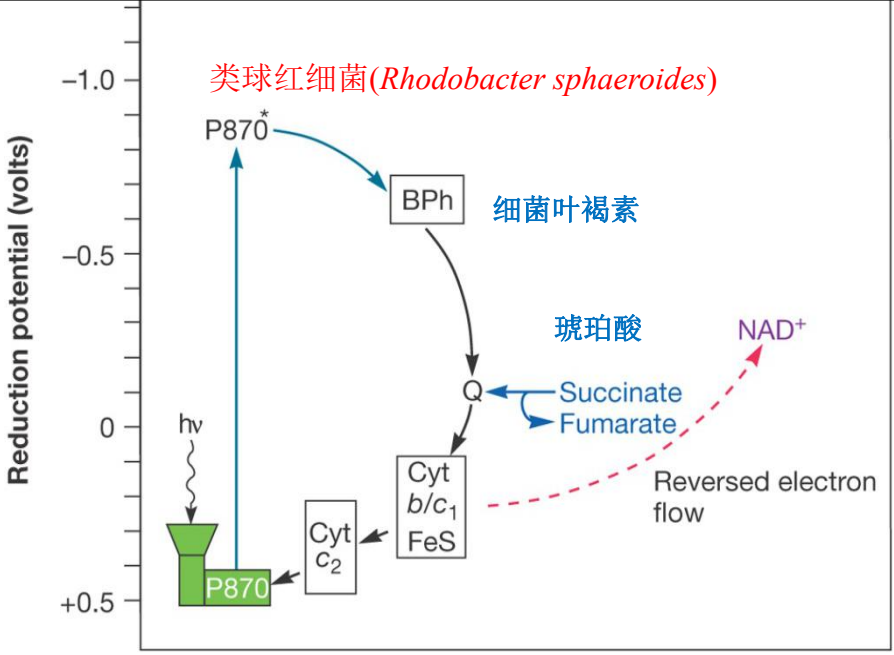 Reduction potential (volts)
−1.0
−0.5
0
+0.5
类球红细菌(Rhodobacter sphaeroides)
P870*
BPh
细菌叶褐素
琥珀酸
NAD⁺
Q
Succinate
Fumarate
hν
Cyt
b/c₁
FeS
Reversed electron
flow
Cyt
c₂
P870